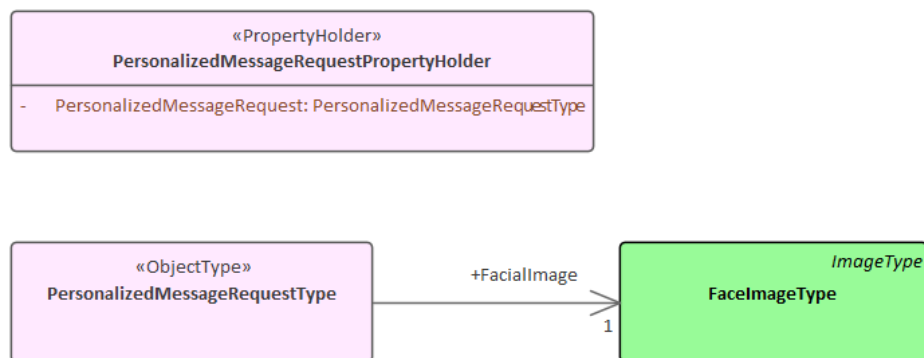 «PropertyHolder»
PersonalizedMessageRequestPropertyHolder
- PersonalizedMessageRequest: PersonalizedMessageRequestType
«ObjectType»
PersonalizedMessageRequestType
+FacialImage
1
ImageType
FaceImageType